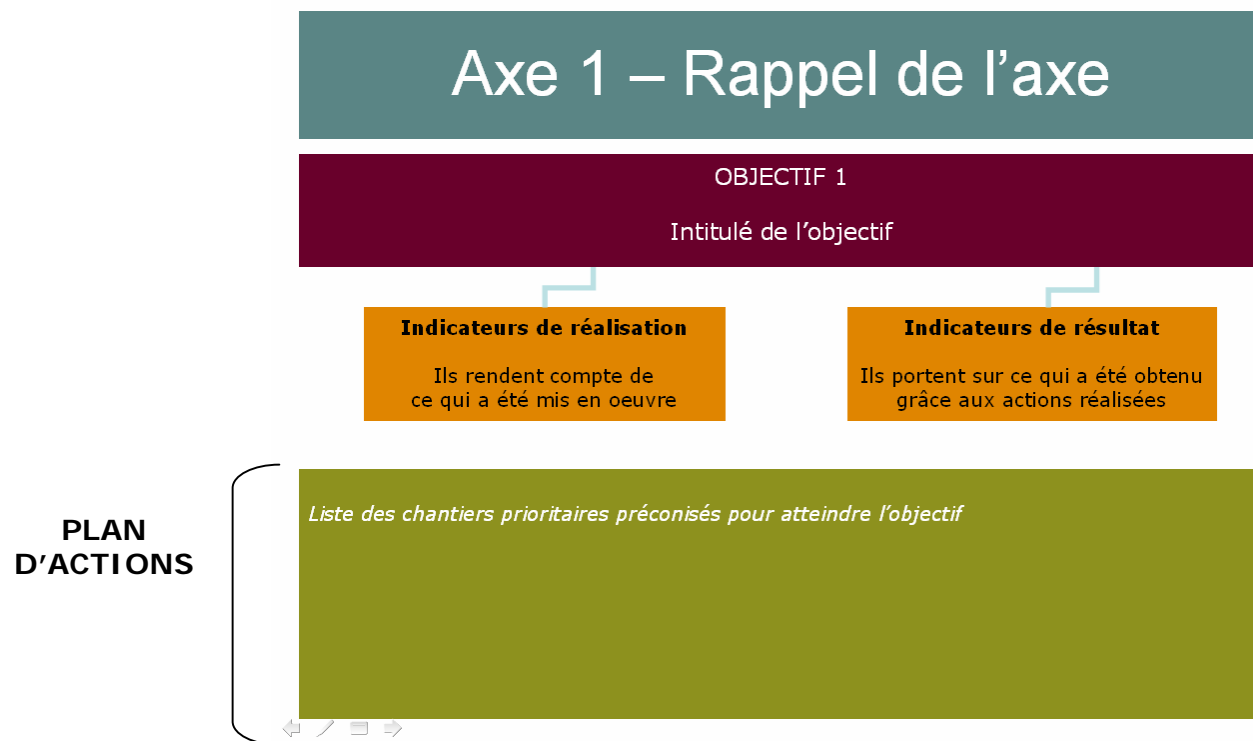 Axe 1 – Rappel de l’axe
OBJECTIF 1
Intitulé de l’objectif
Indicateurs de réalisation
Ils rendent compte de
ce qui a été mis en oeuvre
Indicateurs de résultat
Ils portent sur ce qui a été obtenu
grâce aux actions réalisées
PLAN
D’ACTIONS
Liste des chantiers prioritaires préconisés pour atteindre l’objectif